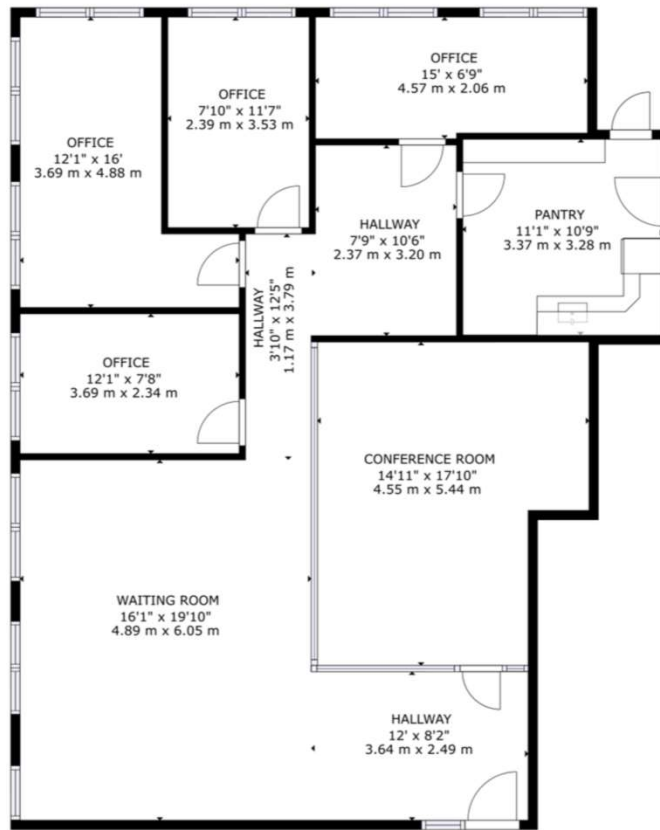 OFFICE
15' x 6'9"
4.57 m x 2.06 m
OFFICE
7'10" x 11'7"
2.39 m x 3.53 m
OFFICE
12'1" x 16'
3.69 m x 4.88 m
HALLWAY
7'9" x 10'6"
2.37 m x 3.20 m
PANTRY
11'1" x 10'9"
3.37 m x 3.28 m
HALLWAY
3'10" x 12'5"
1.17 m x 3.79 m
OFFICE
12'1" x 7'8"
3.69 m x 2.34 m
CONFERENCE ROOM
14'11" x 17'10"
4.55 m x 5.44 m
WAITING ROOM
16'1" x 19'10"
4.89 m x 6.05 m
HALLWAY
12' x 8'2"
3.64 m x 2.49 m